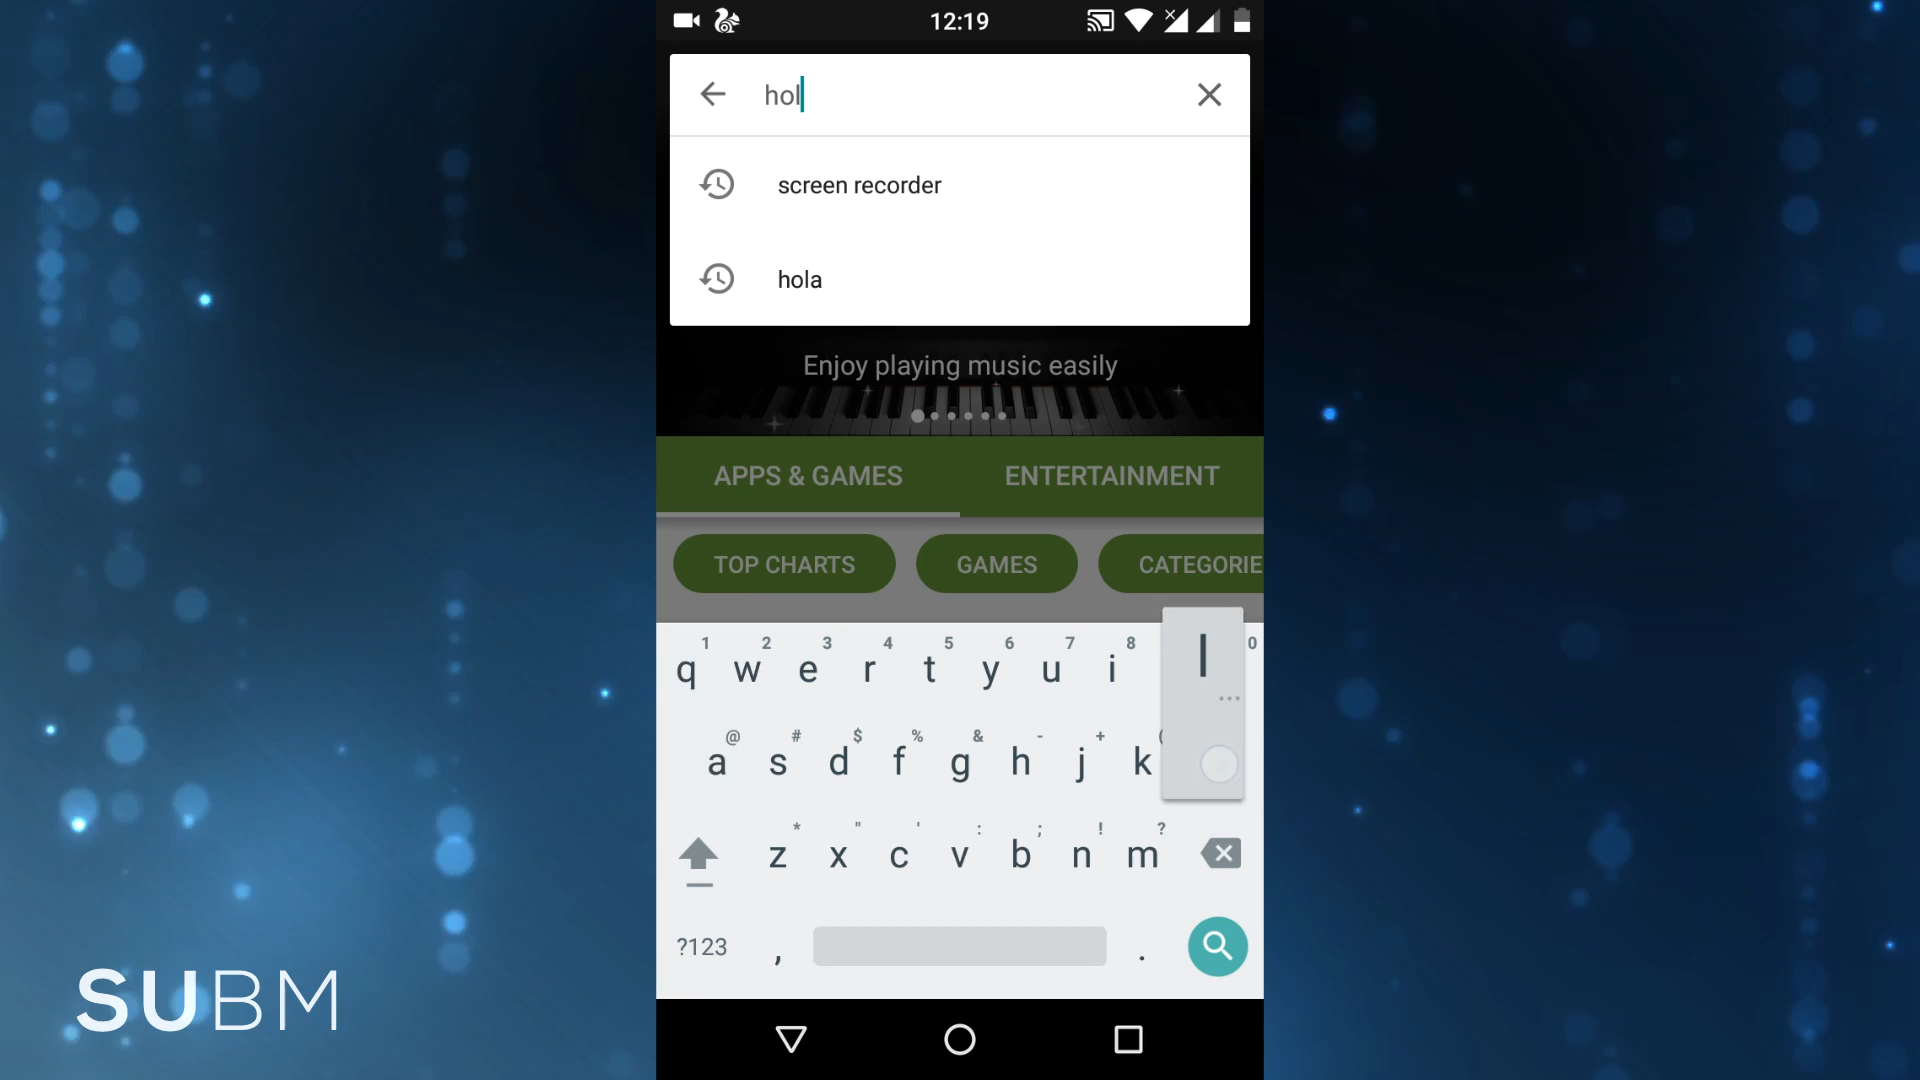 12:19
hol
screen recorder
hola
Enjoy playing music easily
APPS & GAMES ENTERTAINMENT
TOP CHARTS GAMES CATEGORIE
1 2 3 4 5 6 7 8 0
q w e r t y u i l
@ # $ % & - + (
a s d f g h j k
* " ' : ; ! ?
z x c v b n m
?123 , .
SUBM